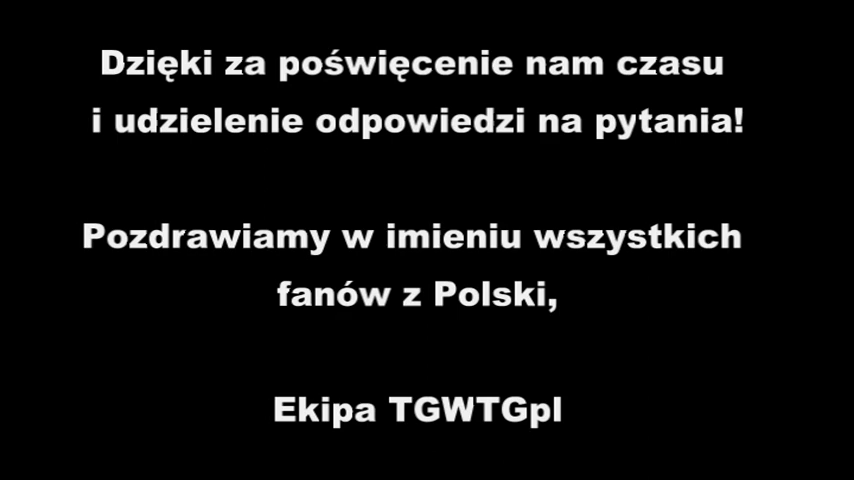 Dzięki za poświęcenie nam czasu
i udzielenie odpowiedzi na pytania!
Pozdrawiamy w imieniu wszystkich
fanów z Polski,
Ekipa TGWTGpl